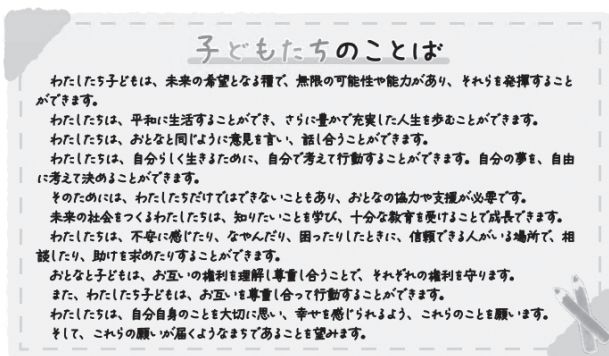 子どもたちのことば
わたしたち子どもは、未来の希望となる種で、無限の可能性や能力があり、それらを発揮すること
ができます。
わたしたちは、平和に生活することができ、さらに豊かで充実した人生を歩むことができます。
わたしたちは、おとなと同じように意見を言い、話し合うことができます。
わたしたちは、自分らしく生きるために、自分で考えて行動することができます。自分の夢を、自由
に考えて決めることができます。
そのためには、わたしたちだけではできないこともあり、おとなの協力や支援が必要です。
未来の社会をつくるわたしたちは、知りたいことを学び、十分な教育を受けることで成長できます。
わたしたちは、不安に感じたり、なやんだり、困ったりしたときに、信頼できる人がいる場所で、相
談したり、助けを求めたりすることができます。
おとなと子どもは、お互いの権利を理解し尊重し合うことで、それぞれの権利を守ります。
また、わたしたち子どもは、お互いを尊重し合って行動することができます。
わたしたちは、自分自身のことを大切に思い、幸せを感じられるよう、これらのことを願います。
そして、これらの願いが届くようなまちであることを望みます。